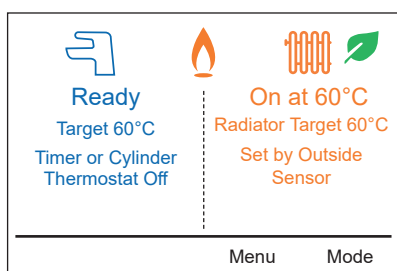 Ready
Target 60°C
Timer or Cylinder
Thermostat Off
On at 60°C
Radiator Target 60°C
Set by Outside
Sensor
Menu
Mode